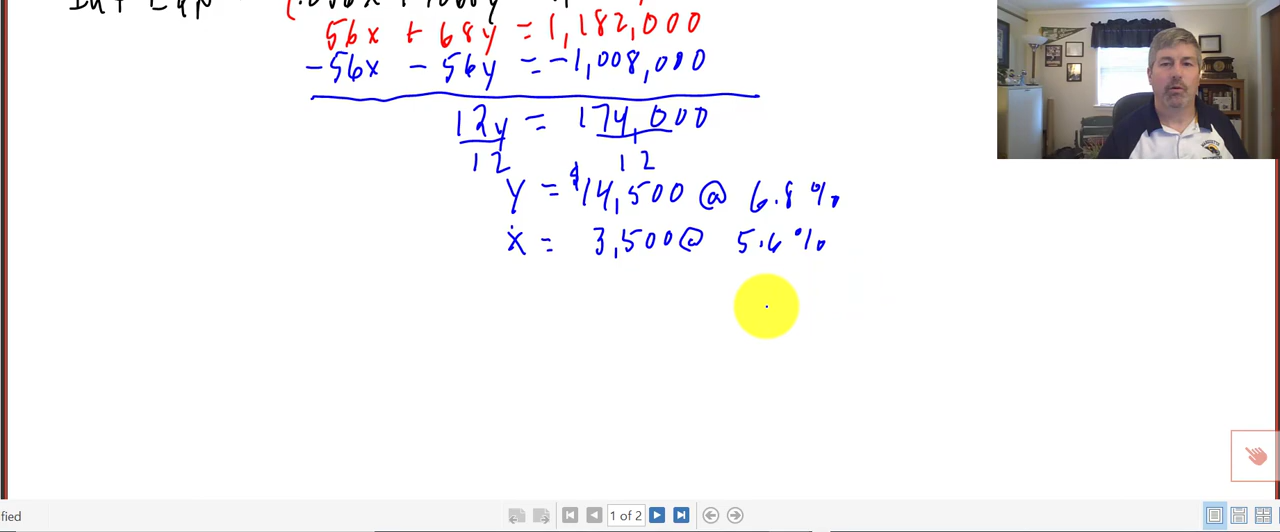 56x + 68y = 1,182,000
-56x - 56y = -1,008,000
12y = 174,000
12 12
y = $14,500 @ 6.8%
x = 3,500 @ 5.6%
fied
1 of 2